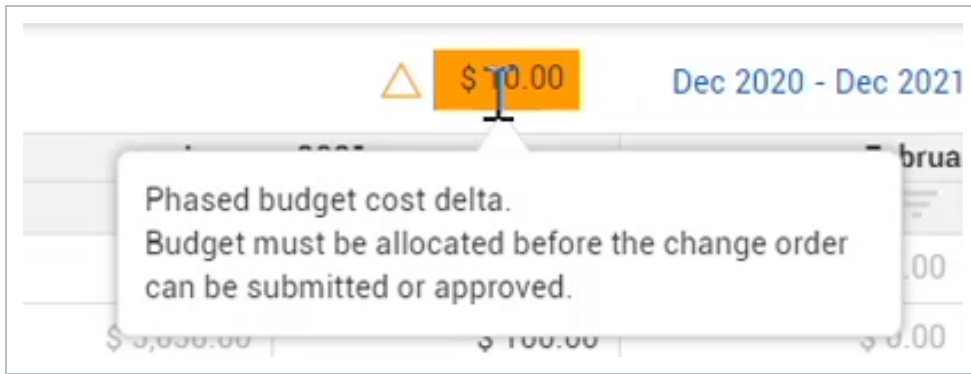 $ 10.00 Dec 2020 - Dec 2021
Phased budget cost delta.
Budget must be allocated before the change order
can be submitted or approved.
.00
$ 100.00 $ 0.00